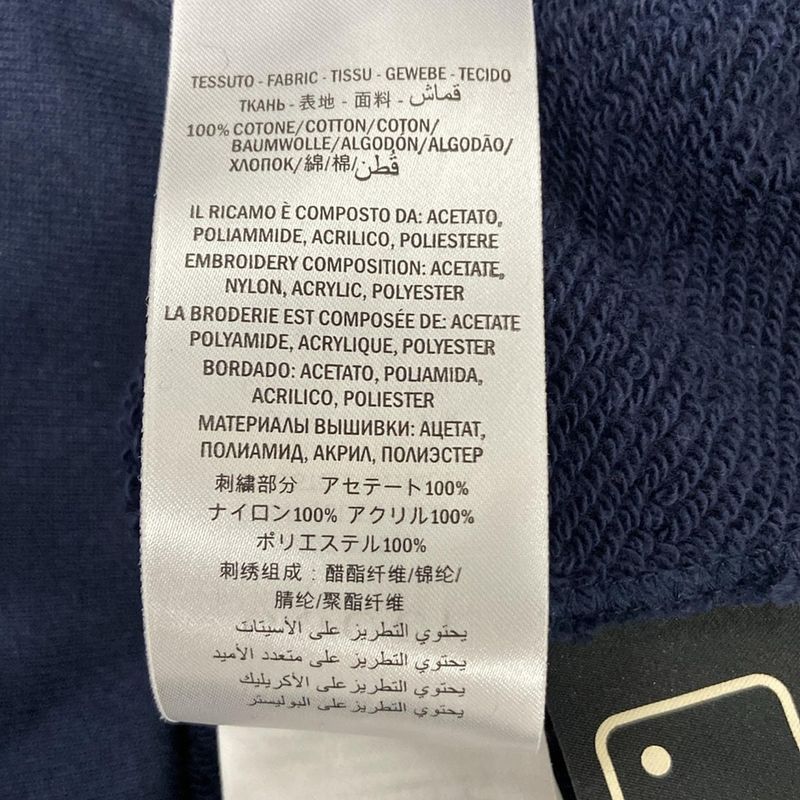 TESSUTO - FABRIC - TISSU - GEWEBE - TECIDO
ТКАНЬ - 表地 - 面料 - قماش
100% COTONE/COTTON/COTON/
BAUMWOLLE/ALGODÓN/ALGODÃO/
ХЛОПОК/綿/棉/قُطن
IL RICAMO È COMPOSTO DA: ACETATO,
POLIAMMIDE, ACRILICO, POLIESTERE
EMBROIDERY COMPOSITION: ACETATE,
NYLON, ACRYLIC, POLYESTER
LA BRODERIE EST COMPOSÉE DE: ACETATE
POLYAMIDE, ACRYLIQUE, POLYESTER
BORDADO: ACETATO, POLIAMIDA,
ACRILICO, POLIESTER
МАТЕРИАЛЫ ВЫШИВКИ: АЦЕТАТ,
ПОЛИАМИД, АКРИЛ, ПОЛИЭСТЕР
刺繍部分 アセテート100%
ナイロン100% アクリル100%
ポリエステル100%
刺绣组成：醋酯纤维/锦纶/
腈纶/聚酯纤维
يحتوي التطريز على الأسيتات
يحتوي التطريز على متعدد الأميد
يحتوي التطريز على الأكريليك
يحتوي التطريز على البوليستر